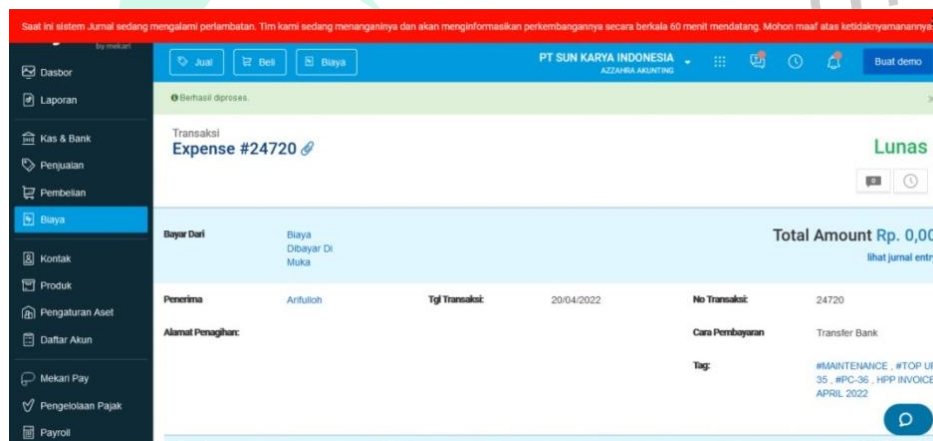 Saat ini sistem Jurnal sedang mengalami perlambatan. Tim kami sedang menanganinya dan akan menginformasikan perkembangannya secara berkala 60 menit mendatang. Mohon maaf atas ketidaknyamanannya
by mekari
Jual
Beli
Biaya
PT SUN KARYA INDONESIA
AZZAHRA AKUNTING
Buat demo
Dasbor
Laporan
Kas & Bank
Penjualan
Pembelian
Biaya
Kontak
Produk
Pengaturan Aset
Daftar Akun
Mekari Pay
Pengelolaan Pajak
Payroll
Berhasil diproses.
Transaksi
Expense #24720
Lunas
Bayar Dari
Biaya
Dibayar Di
Muka
Total Amount Rp. 0,00
lihat jurnal entry
Penerima
Arifulloh
Tgl Transaksi:
20/04/2022
No Transaksi:
24720
Alamat Penagihan:
Cara Pembayaran
Transfer Bank
Tag:
#MAINTENANCE , #TOP UP
35 , #PC-36 , HPP INVOICE
APRIL 2022